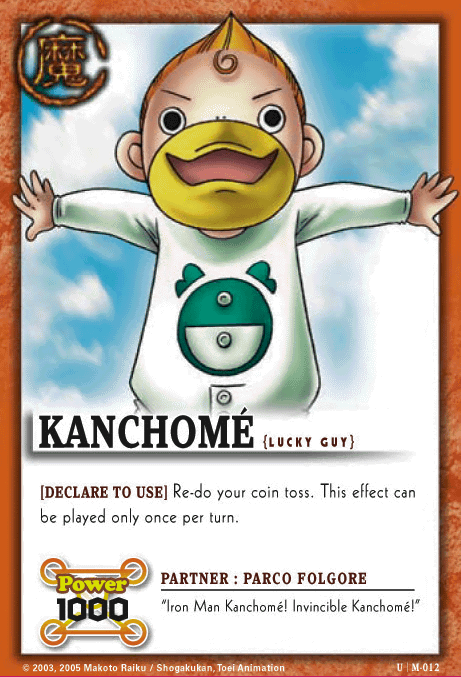 魔
KANCHOMÉ {LUCKY GUY}
[DECLARE TO USE] Re-do your coin toss. This effect can
be played only once per turn.
Power
1000
PARTNER : PARCO FOLGORE
“Iron Man Kanchomé! Invincible Kanchomé!”
© 2003, 2005 Makoto Raiku / Shogakukan, Toei Animation
U | M-012